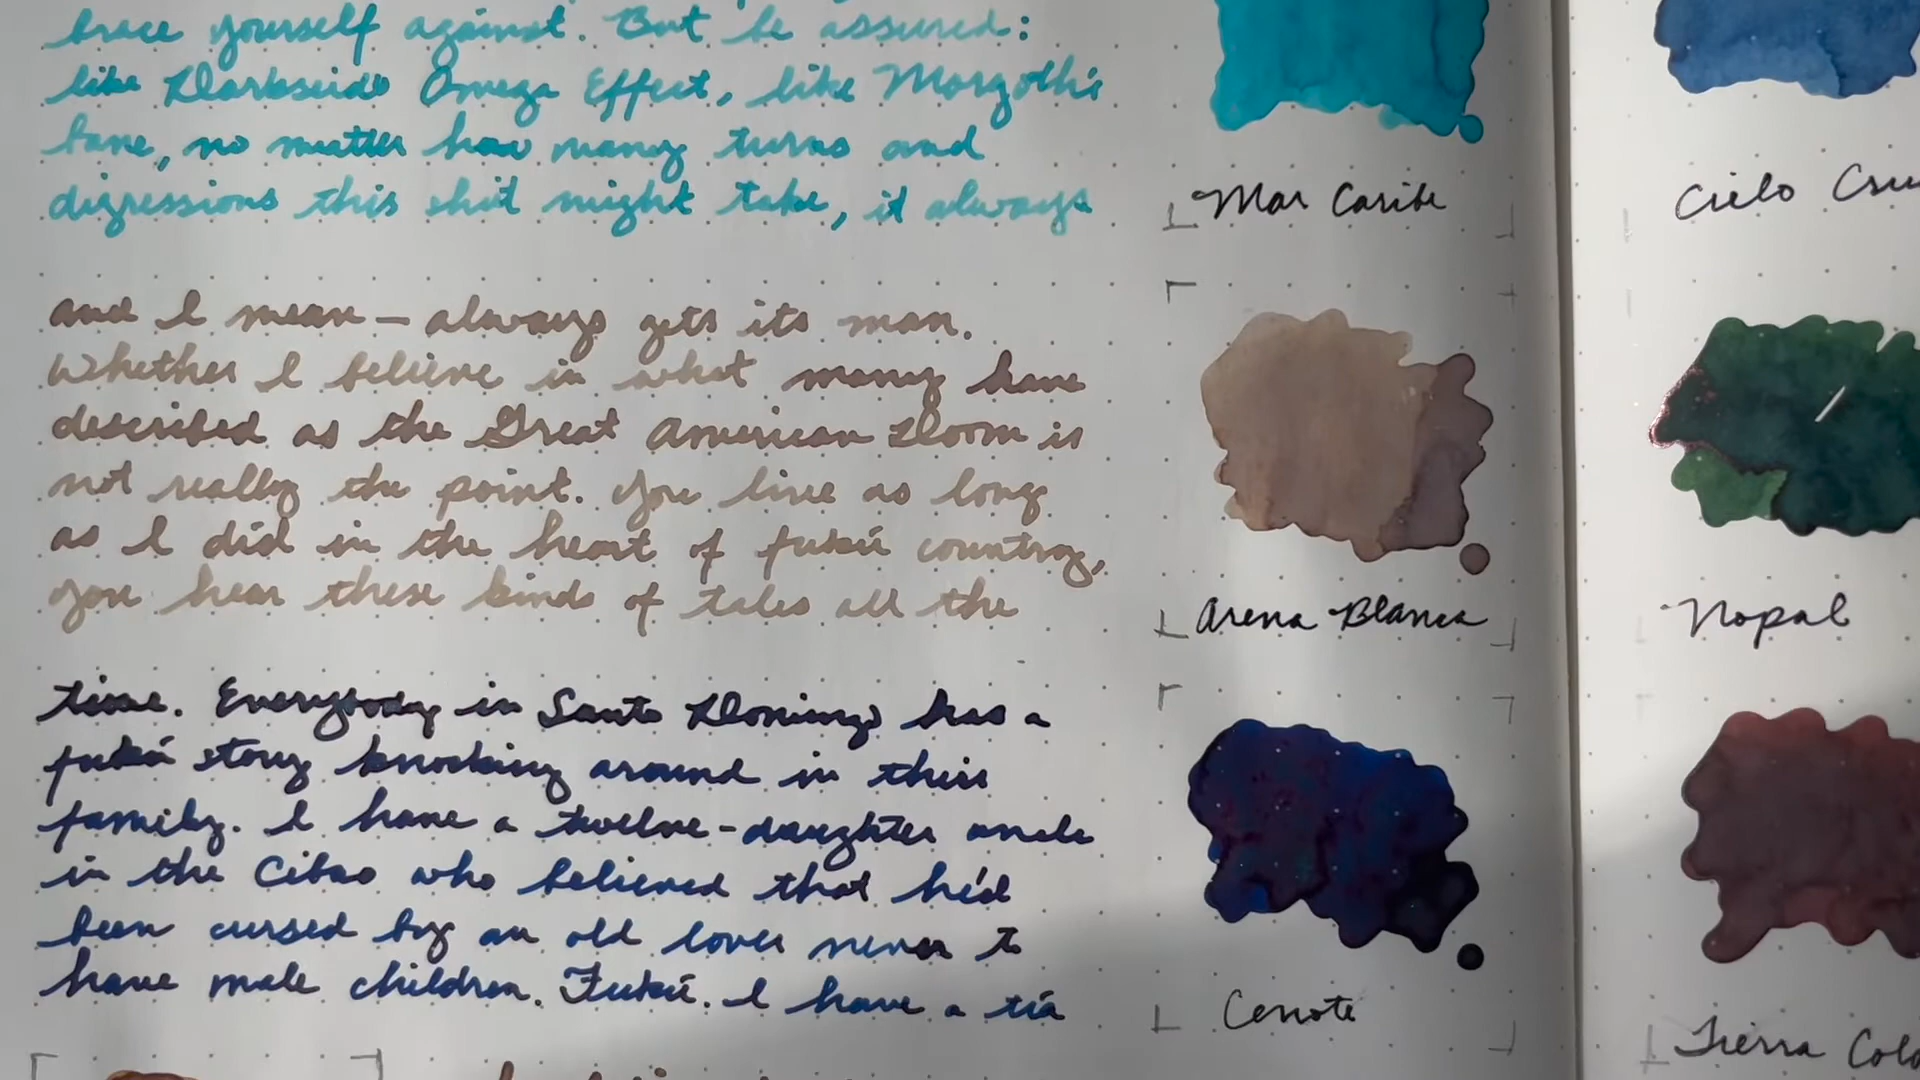 brace yourself against. But be assured:
like Darkseid's Omega Effect, like Morgoth's
bane, no matter how many turns and
digressions this shit might take, it always
Mar Caribe
Cielo
and I mean — always gets its man.
Whether I believe in what many have
described as the Great American Doom is
not really the point. You live as long
as I did in the heart of fukú country,
you hear these kinds of tales all the
Arena Blanca
Nopal
time. Everybody in Santo Domingo has a
fukú story knocking around in their
family. I have a twelve-daughter uncle
in the Cibao who believed that he'd
been cursed by an old lover never to
have male children. Fukú. I have a tía
Cenote
Tierra